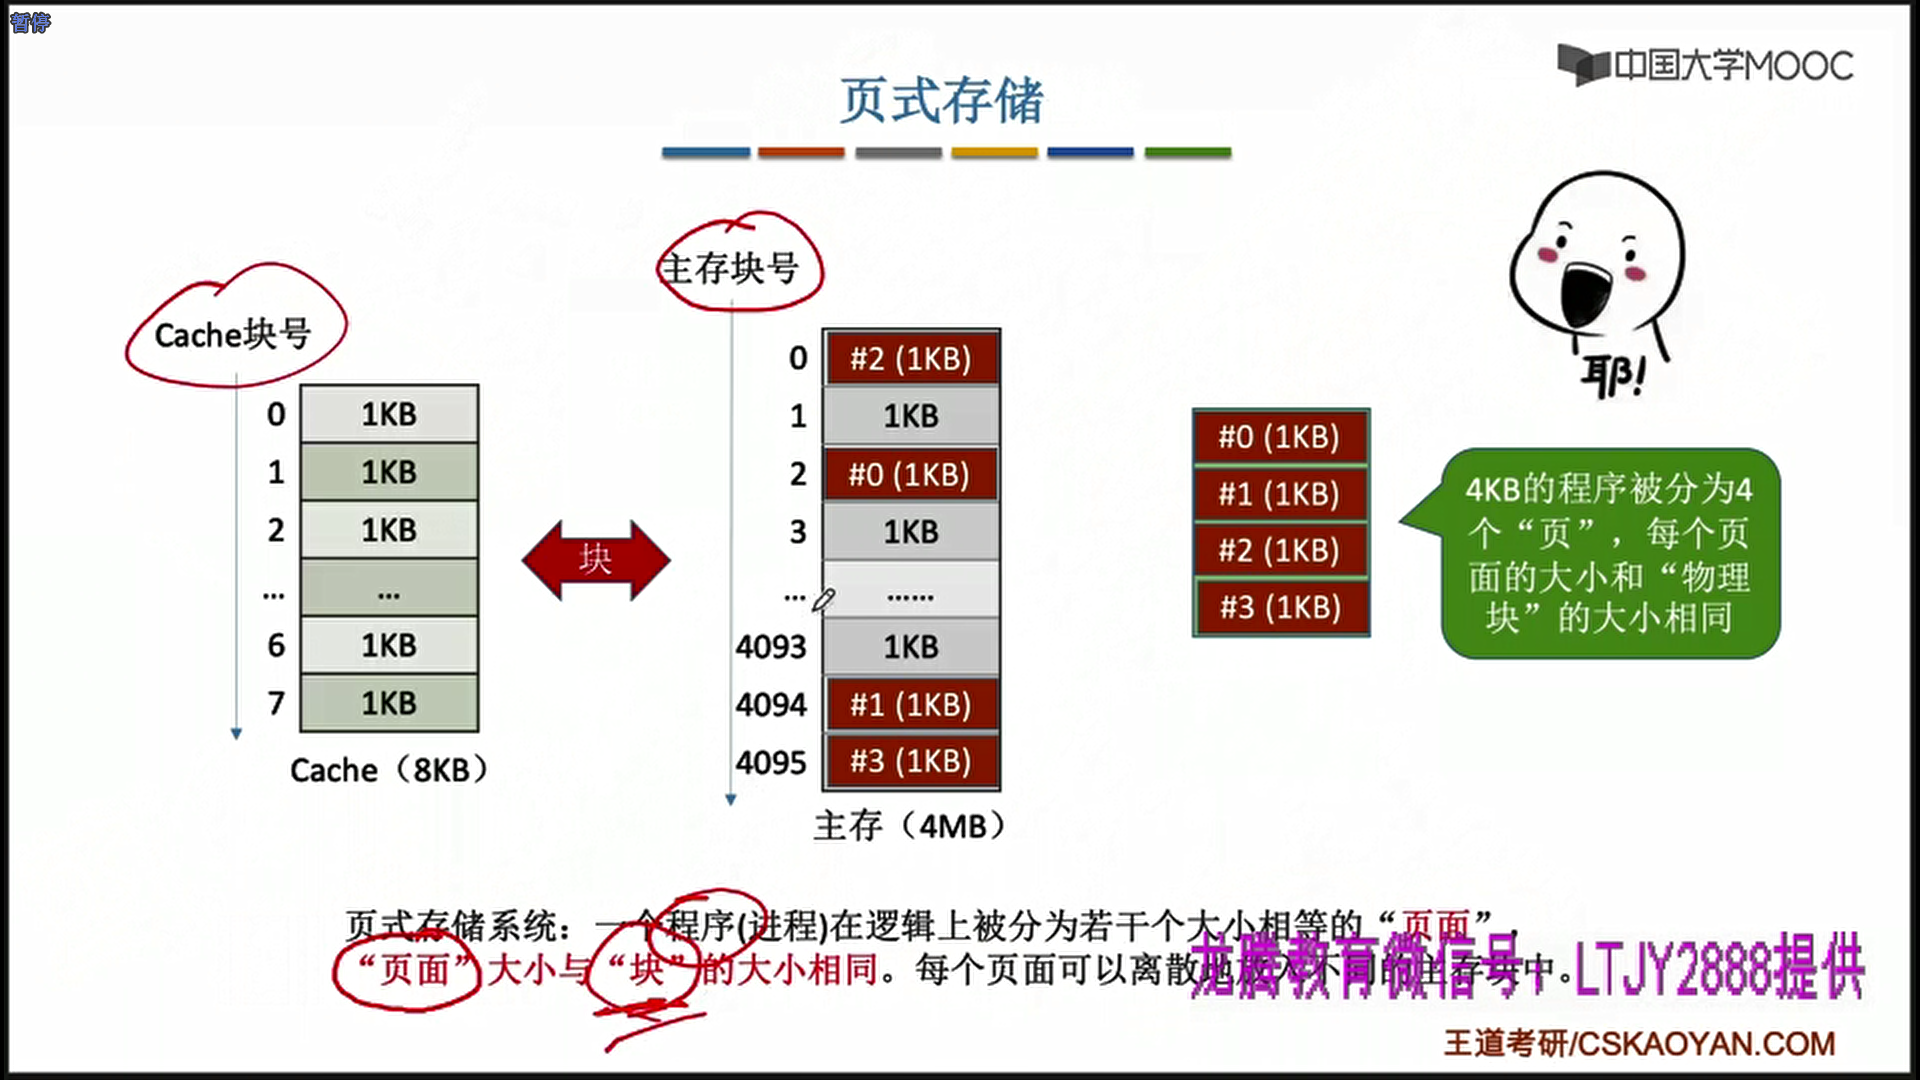 暂停
中国大学MOOC
页式存储
Cache块号
0 1KB
1 1KB
2 1KB
... ...
6 1KB
7 1KB
Cache（8KB）
块
主存块号
0 #2 (1KB)
1 1KB
2 #0 (1KB)
3 1KB
... ......
4093 1KB
4094 #1 (1KB)
4095 #3 (1KB)
主存（4MB）
#0 (1KB)
#1 (1KB)
#2 (1KB)
#3 (1KB)
耶!
4KB的程序被分为4
个“页”，每个页
面的大小和“物理
块”的大小相同
页式存储系统：一个程序(进程)在逻辑上被分为若干个大小相等的“页面”，
“页面”大小与“块”的大小相同。每个页面可以离散地放入不同的主存块中。
龙腾教育微信号：LTJY2888提供
王道考研/CSKAOYAN.COM